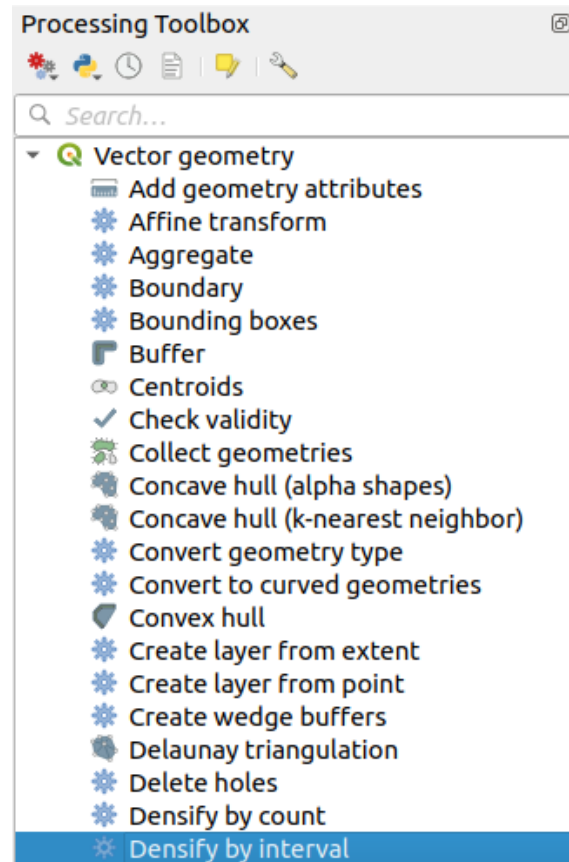 Processing Toolbox
Search...
Vector geometry
Add geometry attributes
Affine transform
Aggregate
Boundary
Bounding boxes
Buffer
Centroids
Check validity
Collect geometries
Concave hull (alpha shapes)
Concave hull (k-nearest neighbor)
Convert geometry type
Convert to curved geometries
Convex hull
Create layer from extent
Create layer from point
Create wedge buffers
Delaunay triangulation
Delete holes
Densify by count
Densify by interval